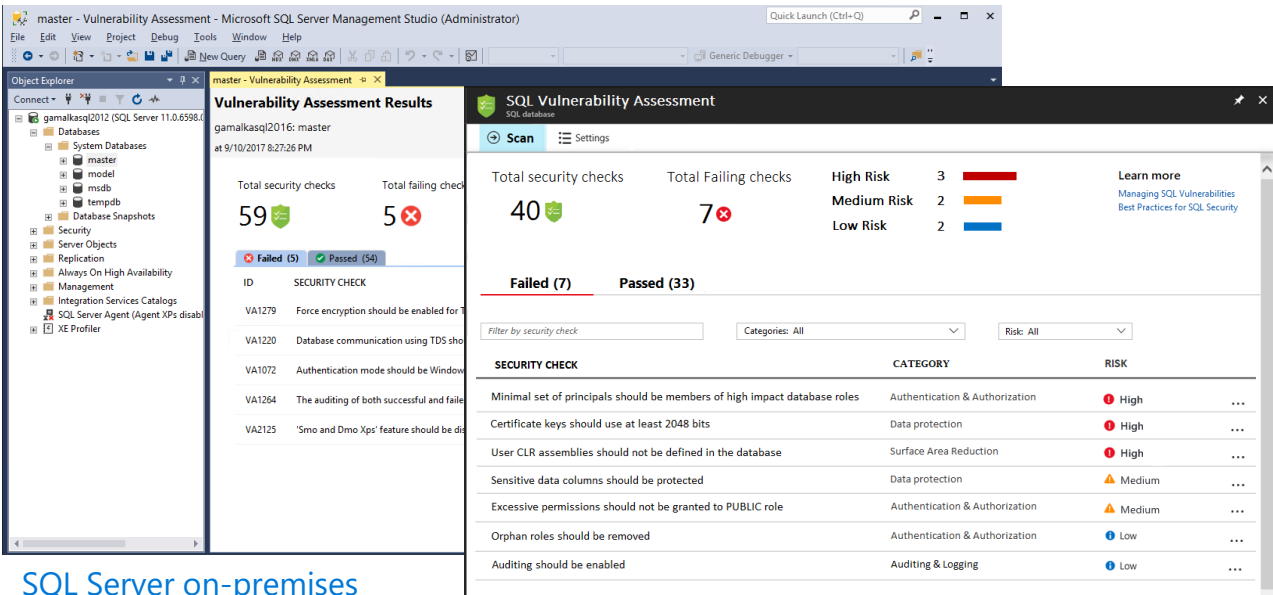 master - Vulnerability Assessment - Microsoft SQL Server Management Studio (Administrator)
Quick Launch (Ctrl+Q)
File Edit View Project Debug Tools Window Help
New Query
Generic Debugger
Object Explorer
Connect
gamalkasql2012 (SQL Server 11.0.6598.0
Databases
System Databases
master
model
msdb
tempdb
Database Snapshots
Security
Server Objects
Replication
Always On High Availability
Management
Integration Services Catalogs
SQL Server Agent (Agent XPs disabl
XE Profiler
master - Vulnerability Assessment
Vulnerability Assessment Results
gamalkasql2016: master
at 9/10/2017 8:27:26 PM
Total security checks Total failing check
59 5
Failed (5) Passed (54)
ID SECURITY CHECK
VA1279 Force encryption should be enabled for T
VA1220 Database communication using TDS sho
VA1072 Authentication mode should be Window
VA1264 The auditing of both successful and faile
VA2125 'Smo and Dmo Xps' feature should be dis
SQL Server on-premises
SQL Vulnerability Assessment
SQL database
Scan Settings
Total security checks Total Failing checks
40 7
High Risk 3
Medium Risk 2
Low Risk 2
Learn more
Managing SQL Vulnerabilities
Best Practices for SQL Security
Failed (7) Passed (33)
Filter by security check Categories: All Risk: All
SECURITY CHECK CATEGORY RISK
Minimal set of principals should be members of high impact database roles Authentication & Authorization High ...
Certificate keys should use at least 2048 bits Data protection High ...
User CLR assemblies should not be defined in the database Surface Area Reduction High ...
Sensitive data columns should be protected Data protection Medium ...
Excessive permissions should not be granted to PUBLIC role Authentication & Authorization Medium ...
Orphan roles should be removed Authentication & Authorization Low ...
Auditing should be enabled Auditing & Logging Low ...